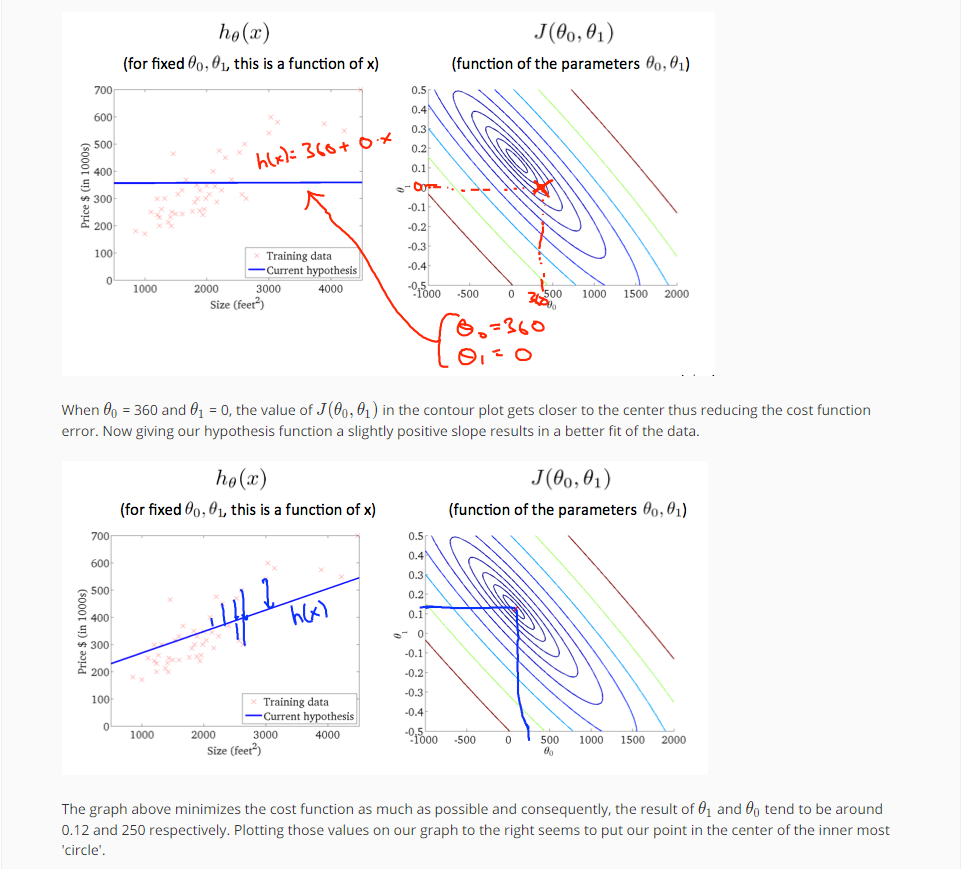 hθ(x)
(for fixed θ₀, θ₁, this is a function of x)
J(θ₀, θ₁)
(function of the parameters θ₀, θ₁)
700
600
500
400
300
200
100
0
Price $ (in 1000s)
1000 2000 3000 4000
Size (feet²)
Training data
Current hypothesis
h(x) = 360 + 0·x
0.5
0.4
0.3
0.2
0.1
0
-0.1
-0.2
-0.3
-0.4
-0.5
θ₁
-1000 -500 0 500 1000 1500 2000
360
θ₀
θ₀ = 360
θ₁ = 0
When θ₀ = 360 and θ₁ = 0, the value of J(θ₀, θ₁) in the contour plot gets closer to the center thus reducing the cost function
error. Now giving our hypothesis function a slightly positive slope results in a better fit of the data.
hθ(x)
(for fixed θ₀, θ₁, this is a function of x)
J(θ₀, θ₁)
(function of the parameters θ₀, θ₁)
700
600
500
400
300
200
100
0
Price $ (in 1000s)
1000 2000 3000 4000
Size (feet²)
Training data
Current hypothesis
h(x)
0.5
0.4
0.3
0.2
0.1
0
-0.1
-0.2
-0.3
-0.4
-0.5
θ₁
-1000 -500 0 500 1000 1500 2000
θ₀
The graph above minimizes the cost function as much as possible and consequently, the result of θ₁ and θ₀ tend to be around
0.12 and 250 respectively. Plotting those values on our graph to the right seems to put our point in the center of the inner most
'circle'.